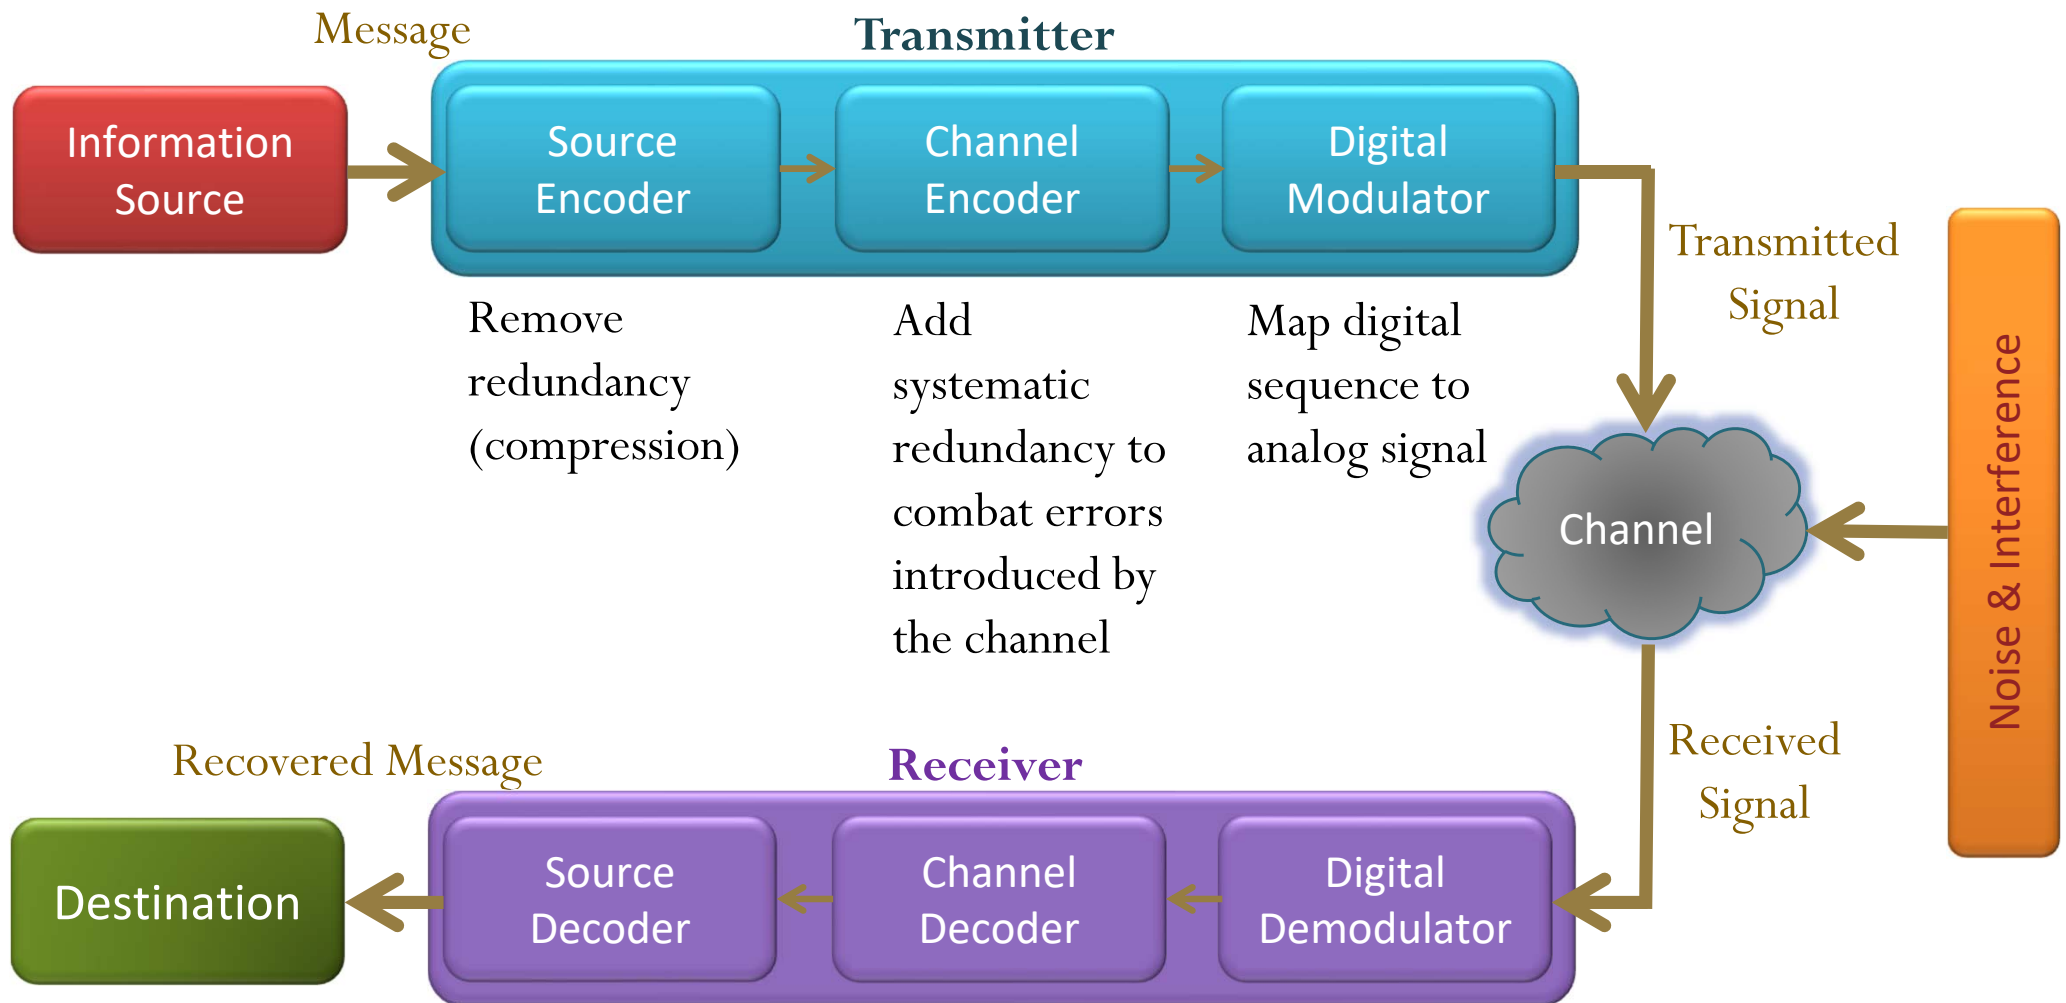 Message
Transmitter
Information
Source
Source
Encoder
Channel
Encoder
Digital
Modulator
Transmitted
Signal
Remove
redundancy
(compression)
Add
systematic
redundancy to
combat errors
introduced by
the channel
Map digital
sequence to
analog signal
Channel
Noise & Interference
Received
Signal
Recovered Message
Receiver
Destination
Source
Decoder
Channel
Decoder
Digital
Demodulator